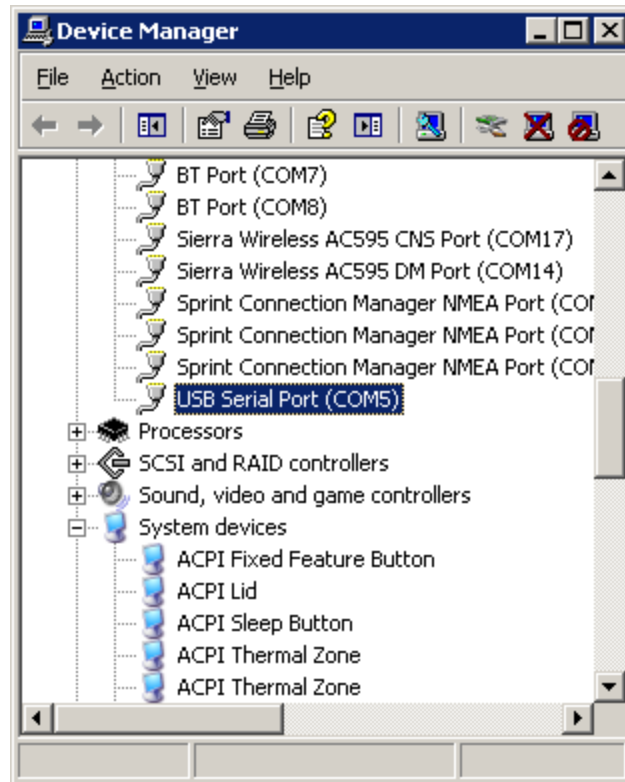 Device Manager
File Action View Help
BT Port (COM7)
BT Port (COM8)
Sierra Wireless AC595 CNS Port (COM17)
Sierra Wireless AC595 DM Port (COM14)
Sprint Connection Manager NMEA Port (COM
Sprint Connection Manager NMEA Port (COM
Sprint Connection Manager NMEA Port (COM
USB Serial Port (COM5)
Processors
SCSI and RAID controllers
Sound, video and game controllers
System devices
ACPI Fixed Feature Button
ACPI Lid
ACPI Sleep Button
ACPI Thermal Zone
ACPI Thermal Zone